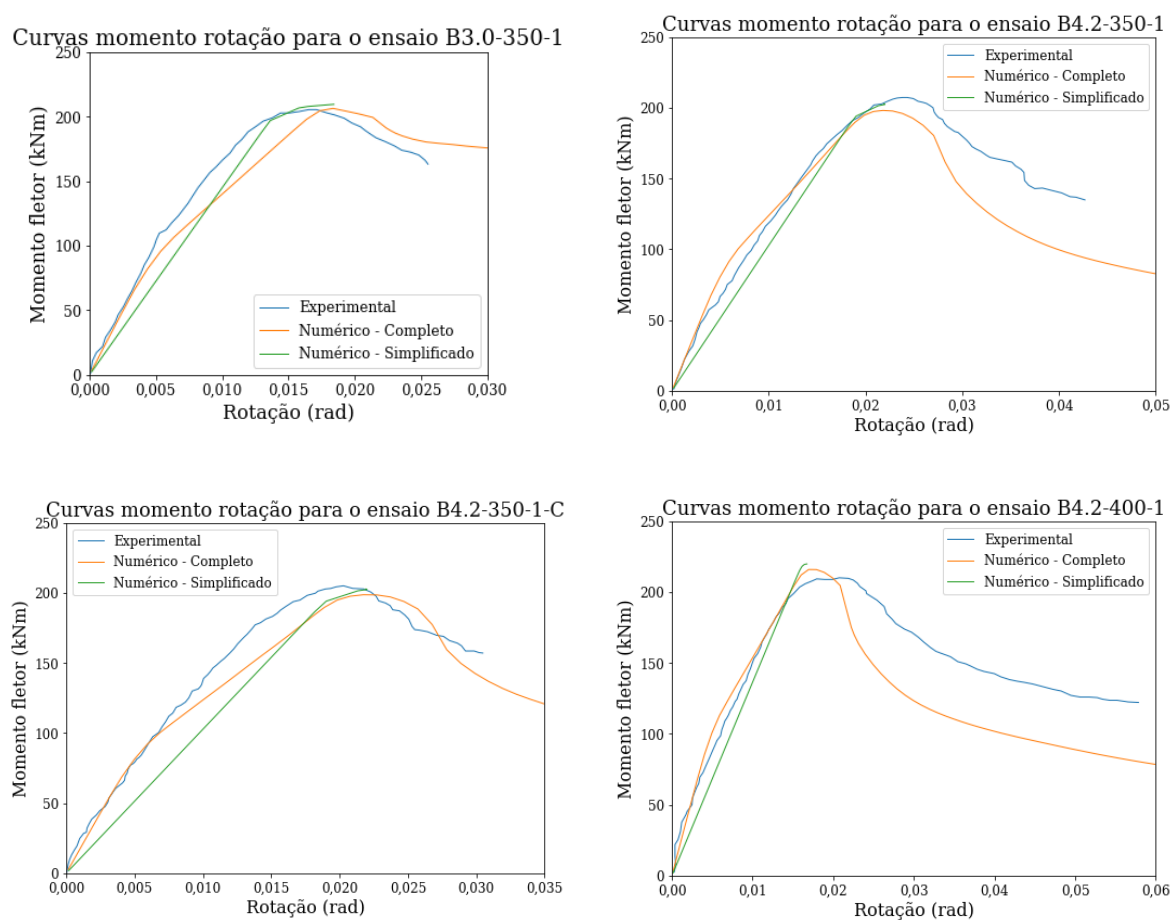 Curvas momento rotação para o ensaio B3.0-350-1
250
200
150
100
50
0
Momento fletor (kNm)
Experimental
Numérico - Completo
Numérico - Simplificado
0,000 0,005 0,010 0,015 0,020 0,025 0,030
Rotação (rad)
Curvas momento rotação para o ensaio B4.2-350-1
250
200
150
100
50
0
Momento fletor (kNm)
Experimental
Numérico - Completo
Numérico - Simplificado
0,00 0,01 0,02 0,03 0,04 0,05
Rotação (rad)
Curvas momento rotação para o ensaio B4.2-350-1-C
250
200
150
100
50
0
Momento fletor (kNm)
Experimental
Numérico - Completo
Numérico - Simplificado
0,000 0,005 0,010 0,015 0,020 0,025 0,030 0,035
Rotação (rad)
Curvas momento rotação para o ensaio B4.2-400-1
250
200
150
100
50
0
Momento fletor (kNm)
Experimental
Numérico - Completo
Numérico - Simplificado
0,00 0,01 0,02 0,03 0,04 0,05 0,06
Rotação (rad)